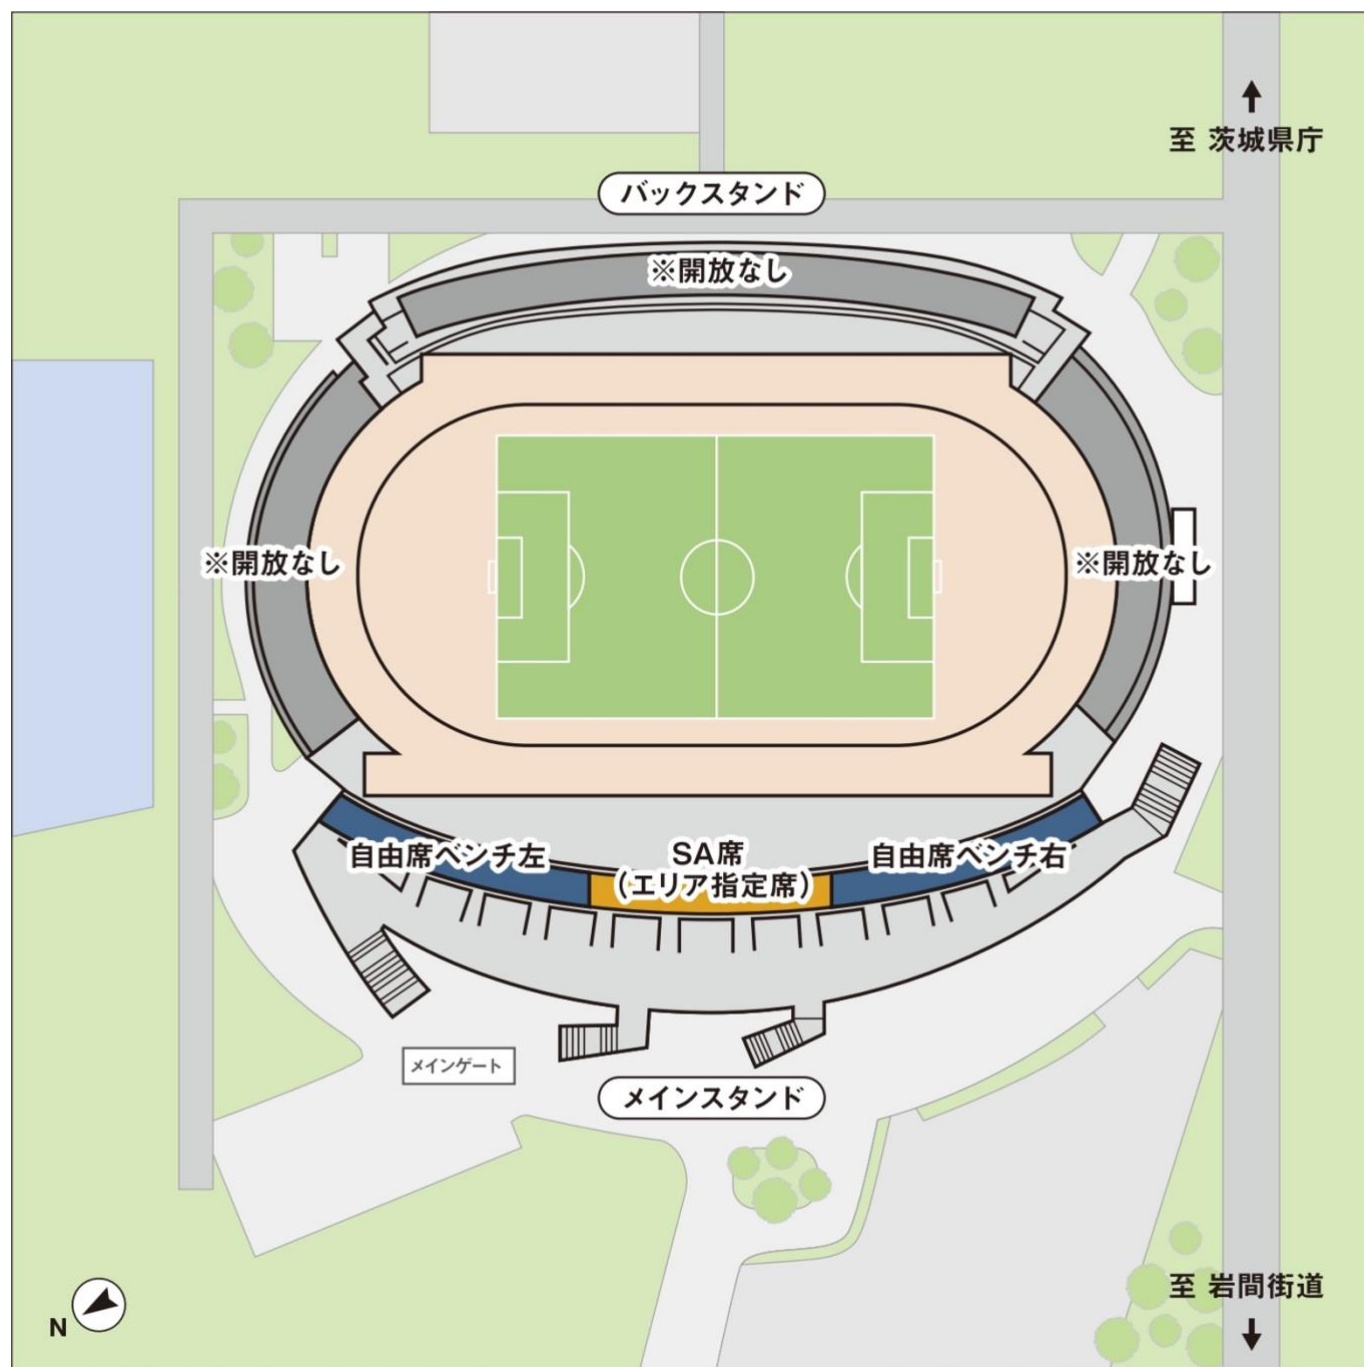 至 茨城県庁
バックスタンド
※開放なし
※開放なし
※開放なし
自由席ベンチ左
SA席
(エリア指定席)
自由席ベンチ右
メインゲート
メインスタンド
至 岩間街道
N